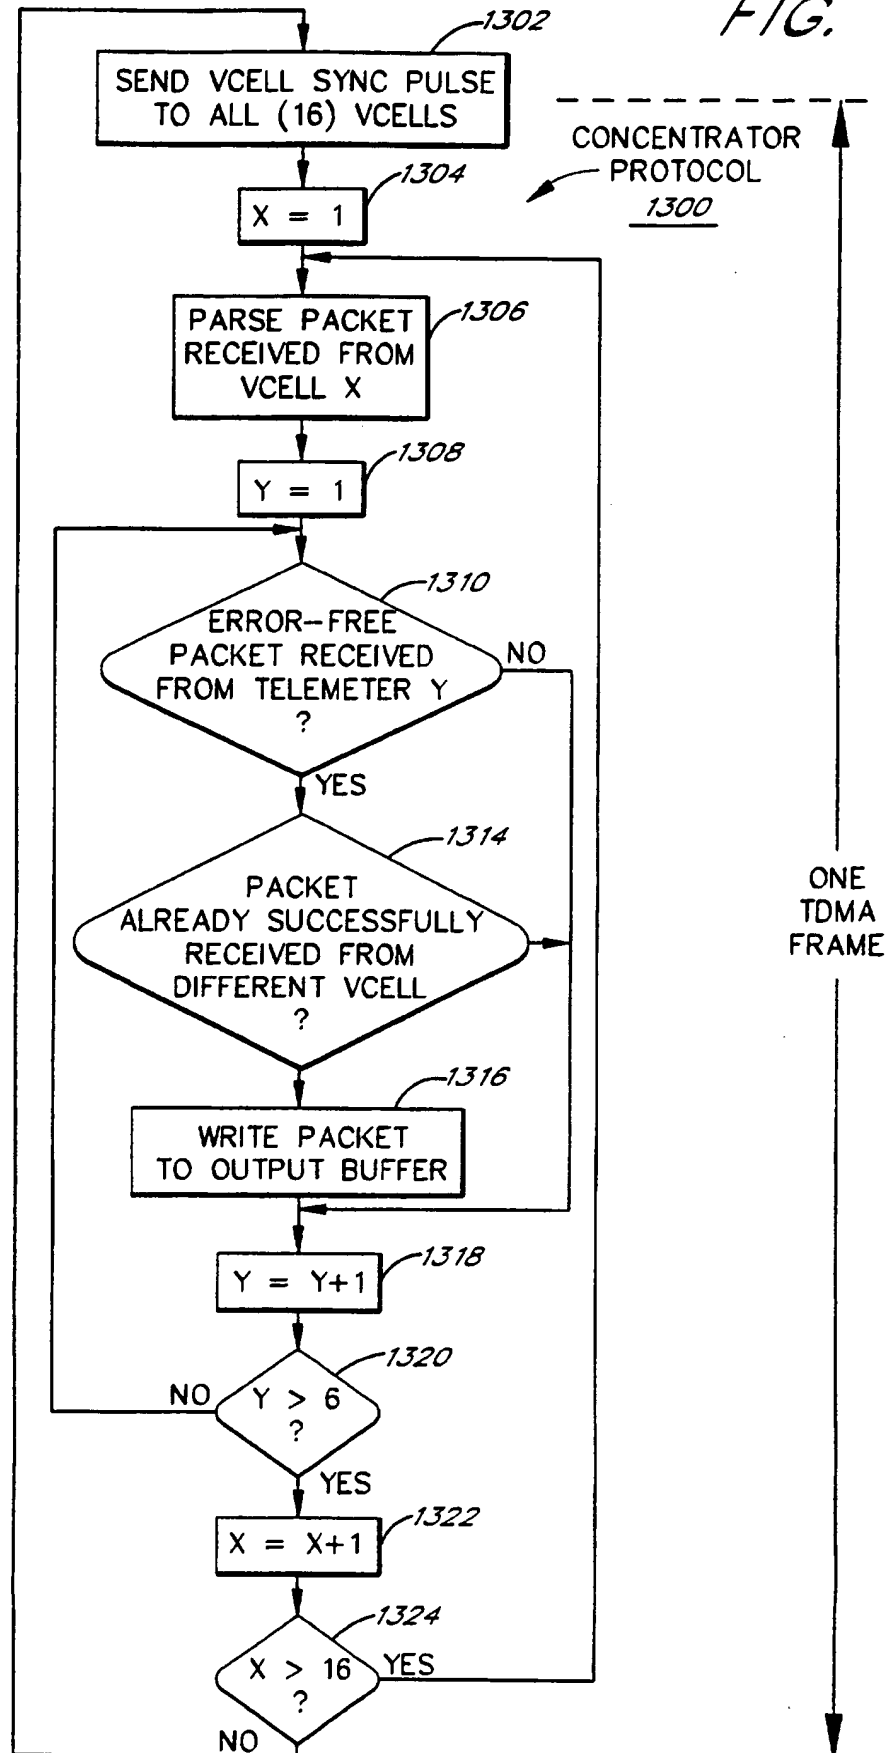 FIG.
1302
SEND VCELL SYNC PULSE
TO ALL (16) VCELLS
CONCENTRATOR
PROTOCOL
1300
1304
X = 1
1306
PARSE PACKET
RECEIVED FROM
VCELL X
1308
Y = 1
1310
ERROR-FREE
PACKET RECEIVED
FROM TELEMETER Y
?
NO
YES
1314
PACKET
ALREADY SUCCESSFULLY
RECEIVED FROM
DIFFERENT VCELL
?
ONE
TDMA
FRAME
1316
WRITE PACKET
TO OUTPUT BUFFER
1318
Y = Y+1
1320
NO
Y > 6
?
YES
1322
X = X+1
1324
X > 16
?
YES
NO